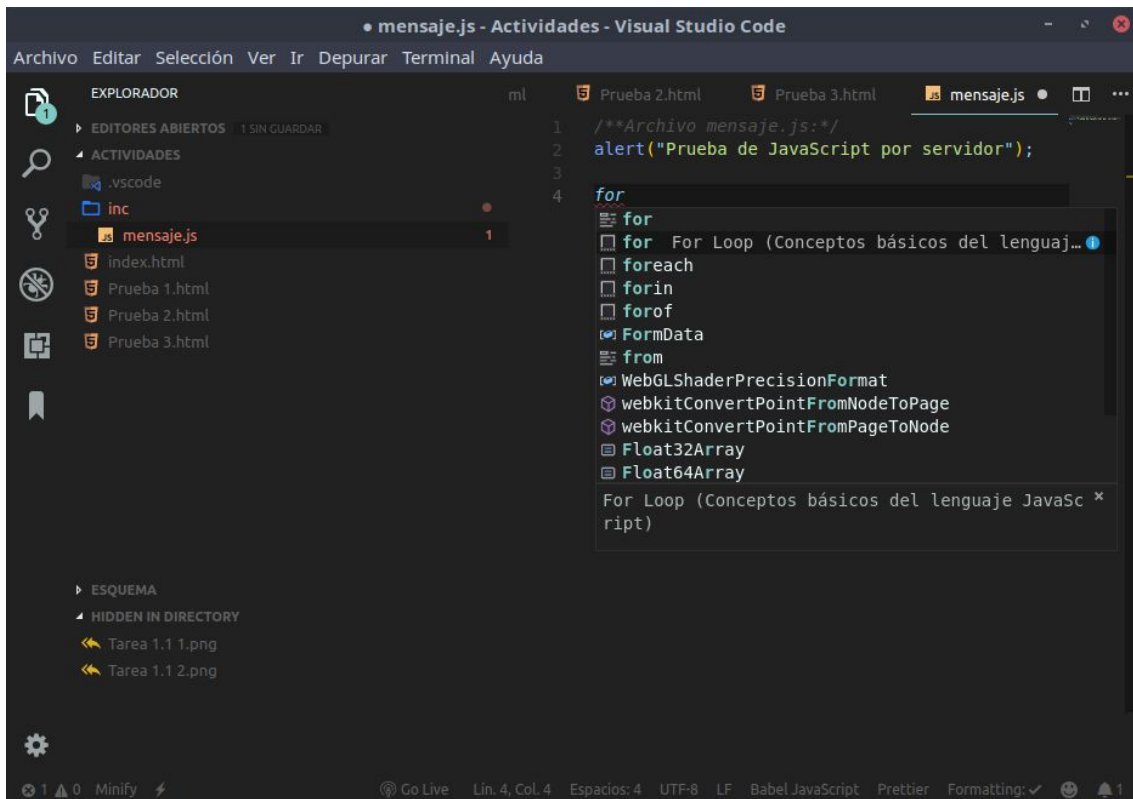 ● mensaje.js - Actividades - Visual Studio Code
Archivo Editar Selección Ver Ir Depurar Terminal Ayuda
EXPLORADOR
1
EDITORES ABIERTOS 1 SIN GUARDAR
ACTIVIDADES
.vscode
inc
JS mensaje.js 1
index.html
Prueba 1.html
Prueba 2.html
Prueba 3.html
ESQUEMA
HIDDEN IN DIRECTORY
Tarea 1.1 1.png
Tarea 1.1 2.png
ml Prueba 2.html Prueba 3.html JS mensaje.js ● ...
1 /**Archivo mensaje.js:*/
2 alert("Prueba de JavaScript por servidor");
3
4 for
for
for For Loop (Conceptos básicos del lenguaj…
foreach
forin
forof
FormData
from
WebGLShaderPrecisionFormat
webkitConvertPointFromNodeToPage
webkitConvertPointFromPageToNode
Float32Array
Float64Array
For Loop (Conceptos básicos del lenguaje JavaSc
ript)
1 0 Minify Go Live Lín. 4, Col. 4 Espacios: 4 UTF-8 LF Babel JavaScript Prettier Formatting: ✓ 1